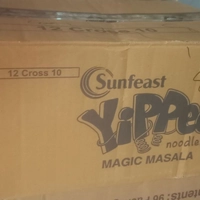 12 Cross 10
Sunfeast
YiPPee
noodles
MAGIC MASALA